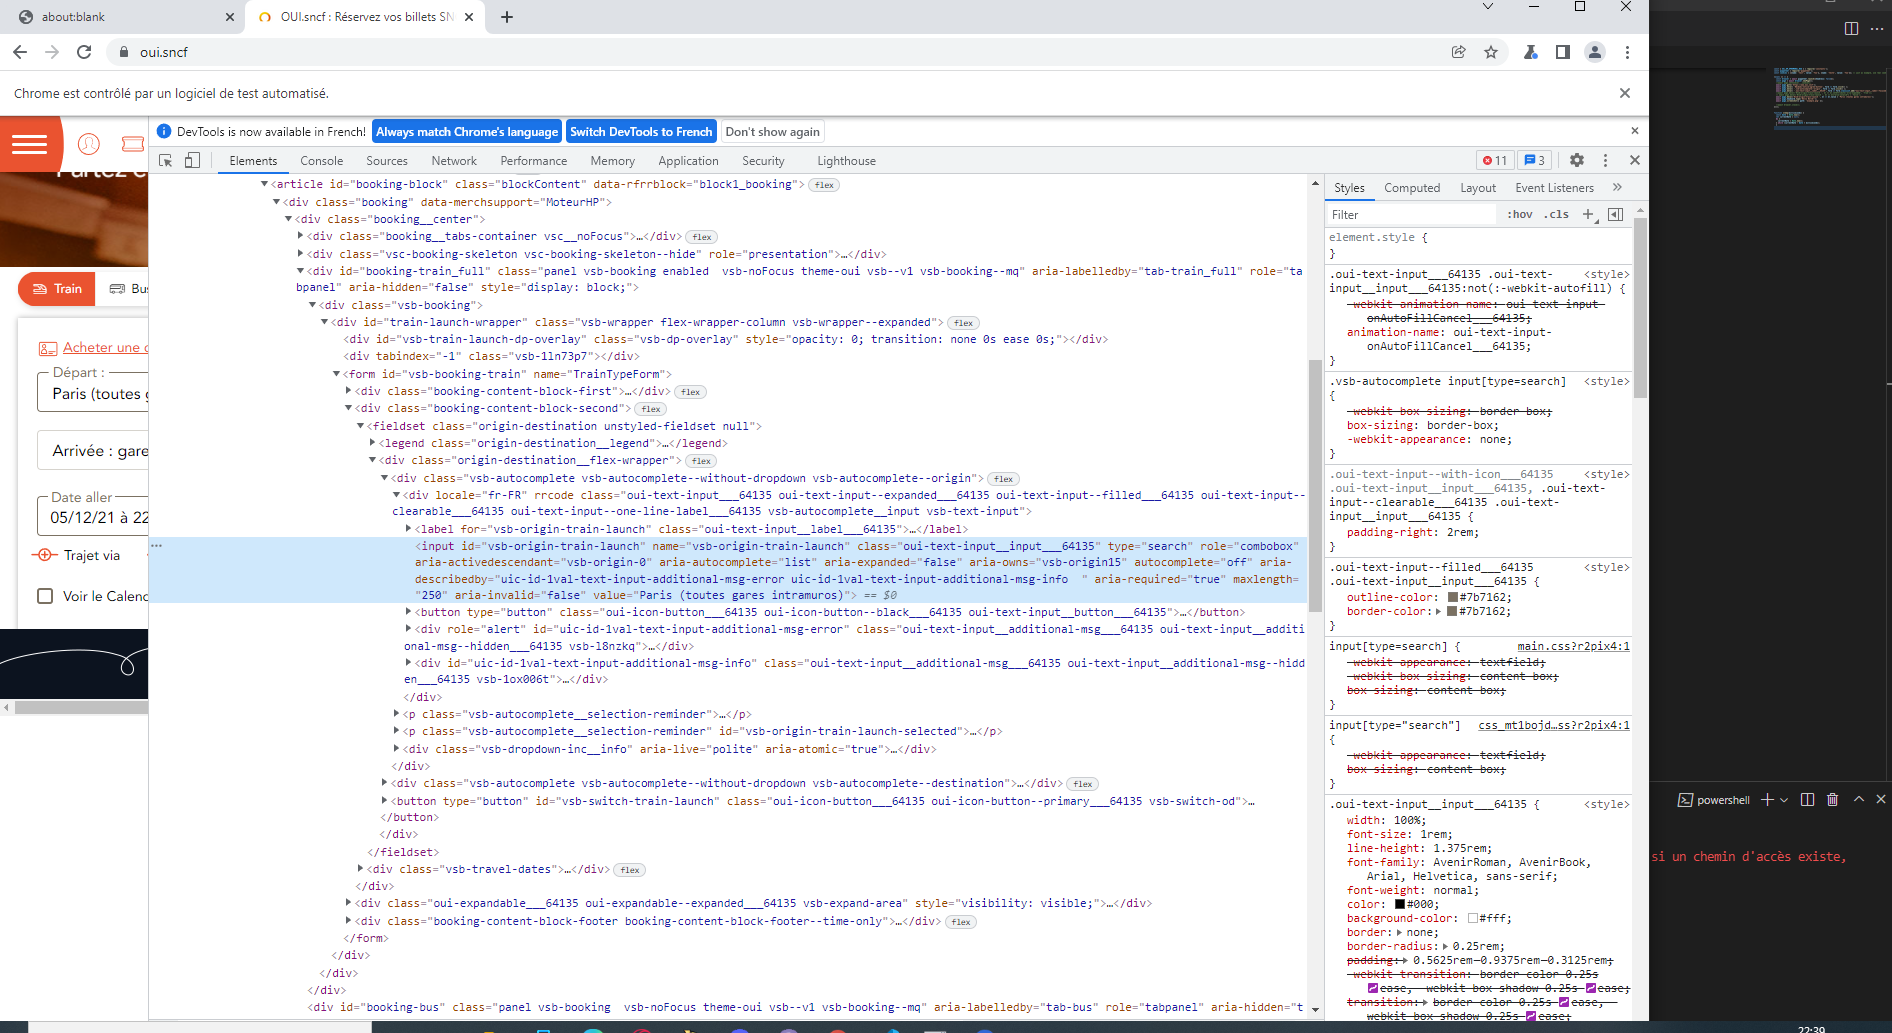 about:blank
OUI.sncf : Réservez vos billets SN
oui.sncf
Chrome est contrôlé par un logiciel de test automatisé.
DevTools is now available in French! Always match Chrome's language Switch DevTools to French Don't show again
Elements Console Sources Network Performance Memory Application Security Lighthouse 11 3
Train
Acheter une c
Départ :
Paris (toutes g
Arrivée : gare
Date aller
05/12/21 à 22
Trajet via
Voir le Calenc
<article id="booking-block" class="blockContent" data-rfrrblock="block1_booking"> flex
<div class="booking" data-merchsupport="MoteurHP">
<div class="booking__center">
<div class="booking__tabs-container vsc__noFocus">…</div> flex
<div class="vsc-booking-skeleton vsc-booking-skeleton--hide" role="presentation">…</div>
<div id="booking-train_full" class="panel vsb-booking enabled  vsb-noFocus theme-oui vsb--v1 vsb-booking--mq" aria-labelledby="tab-train_full" role="ta
bpanel" aria-hidden="false" style="display: block;">
<div class="vsb-booking">
<div id="train-launch-wrapper" class="vsb-wrapper flex-wrapper-column vsb-wrapper--expanded"> flex
<div id="vsb-train-launch-dp-overlay" class="vsb-dp-overlay" style="opacity: 0; transition: none 0s ease 0s;"></div>
<div tabindex="-1" class="vsb-1ln73p7"></div>
<form id="vsb-booking-train" name="TrainTypeForm">
<div class="booking-content-block-first">…</div> flex
<div class="booking-content-block-second"> flex
<fieldset class="origin-destination unstyled-fieldset null">
<legend class="origin-destination__legend">…</legend>
<div class="origin-destination__flex-wrapper"> flex
<div class="vsb-autocomplete vsb-autocomplete--without-dropdown vsb-autocomplete--origin"> flex
<div locale="fr-FR" rrcode class="oui-text-input___64135 oui-text-input--expanded___64135 oui-text-input--filled___64135 oui-text-input--
clearable___64135 oui-text-input--one-line-label___64135 vsb-autocomplete__input vsb-text-input">
<label for="vsb-origin-train-launch" class="oui-text-input__label___64135">…</label>
<input id="vsb-origin-train-launch" name="vsb-origin-train-launch" class="oui-text-input__input___64135" type="search" role="combobox"
aria-activedescendant="vsb-origin-0" aria-autocomplete="list" aria-expanded="false" aria-owns="vsb-origin15" autocomplete="off" aria-
describedby="uic-id-1val-text-input-additional-msg-error uic-id-1val-text-input-additional-msg-info  " aria-required="true" maxlength=
"250" aria-invalid="false" value="Paris (toutes gares intramuros)"> == $0
<button type="button" class="oui-icon-button___64135 oui-icon-button--black___64135 oui-text-input__button___64135">…</button>
<div role="alert" id="uic-id-1val-text-input-additional-msg-error" class="oui-text-input__additional-msg___64135 oui-text-input__additi
onal-msg--hidden___64135 vsb-l8nzkq">…</div>
<div id="uic-id-1val-text-input-additional-msg-info" class="oui-text-input__additional-msg___64135 oui-text-input__additional-msg--hidd
en___64135 vsb-1ox006t">…</div>
</div>
<p class="vsb-autocomplete__selection-reminder">…</p>
<p class="vsb-autocomplete__selection-reminder" id="vsb-origin-train-launch-selected">…</p>
<div class="vsb-dropdown-inc__info" aria-live="polite" aria-atomic="true">…</div>
</div>
<div class="vsb-autocomplete vsb-autocomplete--without-dropdown vsb-autocomplete--destination">…</div> flex
<button type="button" id="vsb-switch-train-launch" class="oui-icon-button___64135 oui-icon-button--primary___64135 vsb-switch-od">…
</button>
</div>
</fieldset>
<div class="vsb-travel-dates">…</div> flex
</div>
<div class="oui-expandable___64135 oui-expandable--expanded___64135 vsb-expand-area" style="visibility: visible;">…</div>
<div class="booking-content-block-footer booking-content-block-footer--time-only">…</div> flex
</form>
</div>
</div>
</div>
<div id="booking-bus" class="panel vsb-booking  vsb-noFocus theme-oui vsb--v1 vsb-booking--mq" aria-labelledby="tab-bus" role="tabpanel" aria-hidden="t
Styles Computed Layout Event Listeners
Filter :hov .cls
element.style {
}
.oui-text-input___64135 .oui-text- <style>
input__input___64135:not(:-webkit-autofill) {
-webkit-animation-name: oui-text-input-
onAutoFillCancel___64135;
animation-name: oui-text-input-
onAutoFillCancel___64135;
}
.vsb-autocomplete input[type=search] <style>
{
-webkit-box-sizing: border-box;
box-sizing: border-box;
-webkit-appearance: none;
}
.oui-text-input--with-icon___64135 <style>
.oui-text-input__input___64135, .oui-text-
input--clearable___64135 .oui-text-
input__input___64135 {
padding-right: 2rem;
}
.oui-text-input--filled___64135 <style>
.oui-text-input__input___64135 {
outline-color: #7b7162;
border-color: #7b7162;
}
input[type=search] { main.css?r2pix4:1
-webkit-appearance: textfield;
-webkit-box-sizing: content-box;
box-sizing: content-box;
}
input[type="search"] css_mt1bojd…ss?r2pix4:1
{
-webkit-appearance: textfield;
box-sizing: content-box;
}
.oui-text-input__input___64135 { <style>
width: 100%;
font-size: 1rem;
line-height: 1.375rem;
font-family: AvenirRoman, AvenirBook,
Arial, Helvetica, sans-serif;
font-weight: normal;
color: #000;
background-color: #fff;
border: none;
border-radius: 0.25rem;
padding: 0.5625rem 0.9375rem 0.3125rem;
-webkit-transition: border-color 0.25s
ease, -webkit-box-shadow 0.25s ease;
transition: border-color 0.25s ease,
-webkit-box-shadow 0.25s ease;
powershell
si un chemin d'accès existe,
22:39